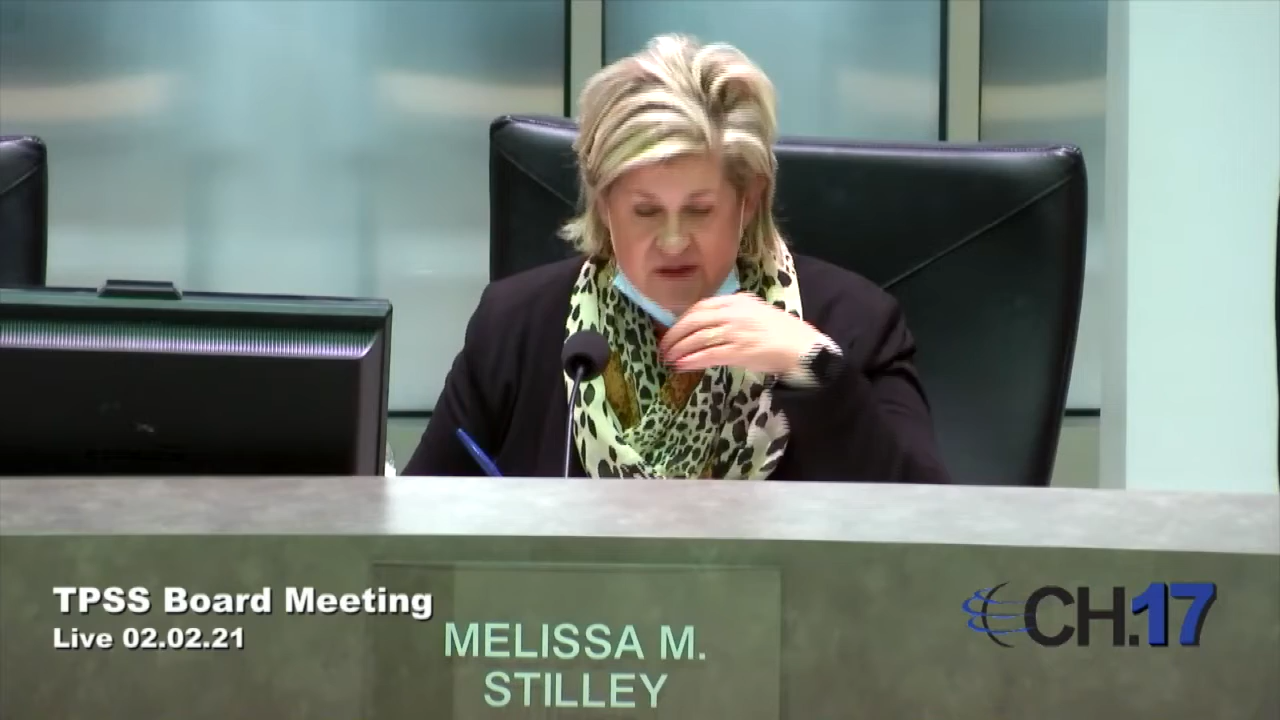 TPSS Board Meeting
Live 02.02.21
MELISSA M.
STILLEY
CH.17